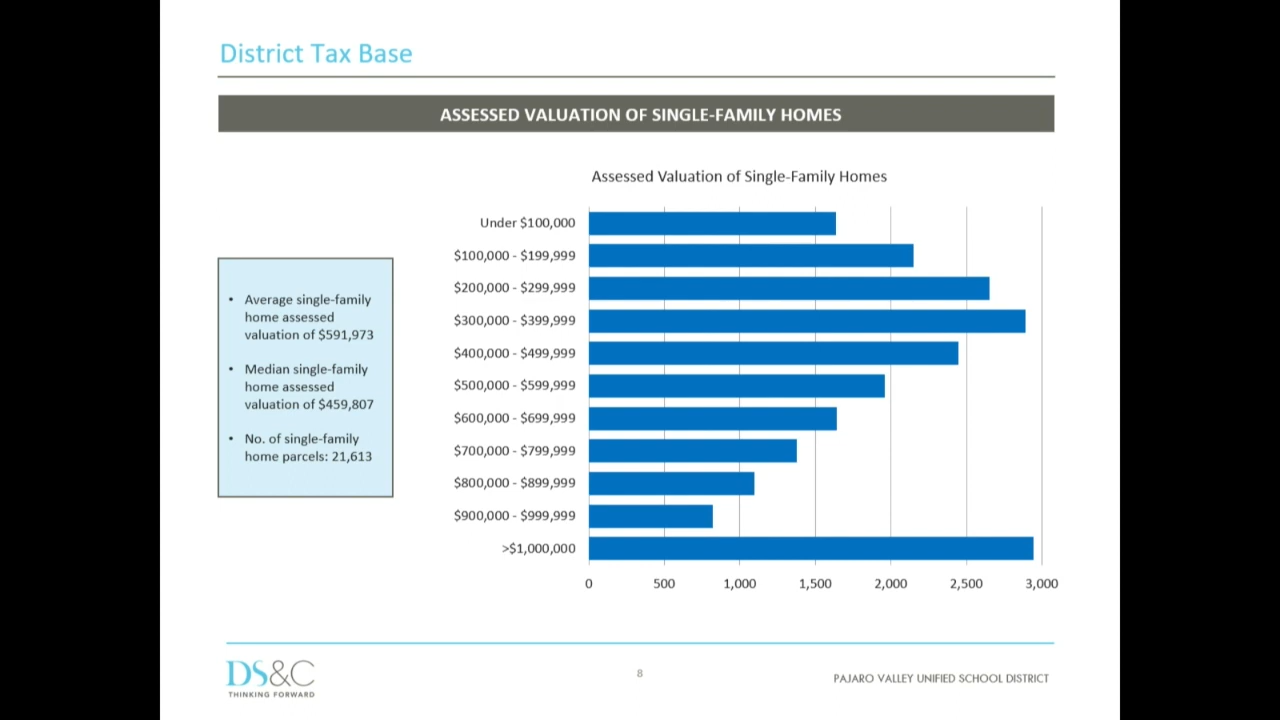 District Tax Base
ASSESSED VALUATION OF SINGLE-FAMILY HOMES
Assessed Valuation of Single-Family Homes
• Average single-family
home assessed
valuation of $591,973
• Median single-family
home assessed
valuation of $459,807
• No. of single-family
home parcels: 21,613
Under $100,000
$100,000 - $199,999
$200,000 - $299,999
$300,000 - $399,999
$400,000 - $499,999
$500,000 - $599,999
$600,000 - $699,999
$700,000 - $799,999
$800,000 - $899,999
$900,000 - $999,999
>$1,000,000
0 500 1,000 1,500 2,000 2,500 3,000
DS&C
THINKING FORWARD
8
PAJARO VALLEY UNIFIED SCHOOL DISTRICT